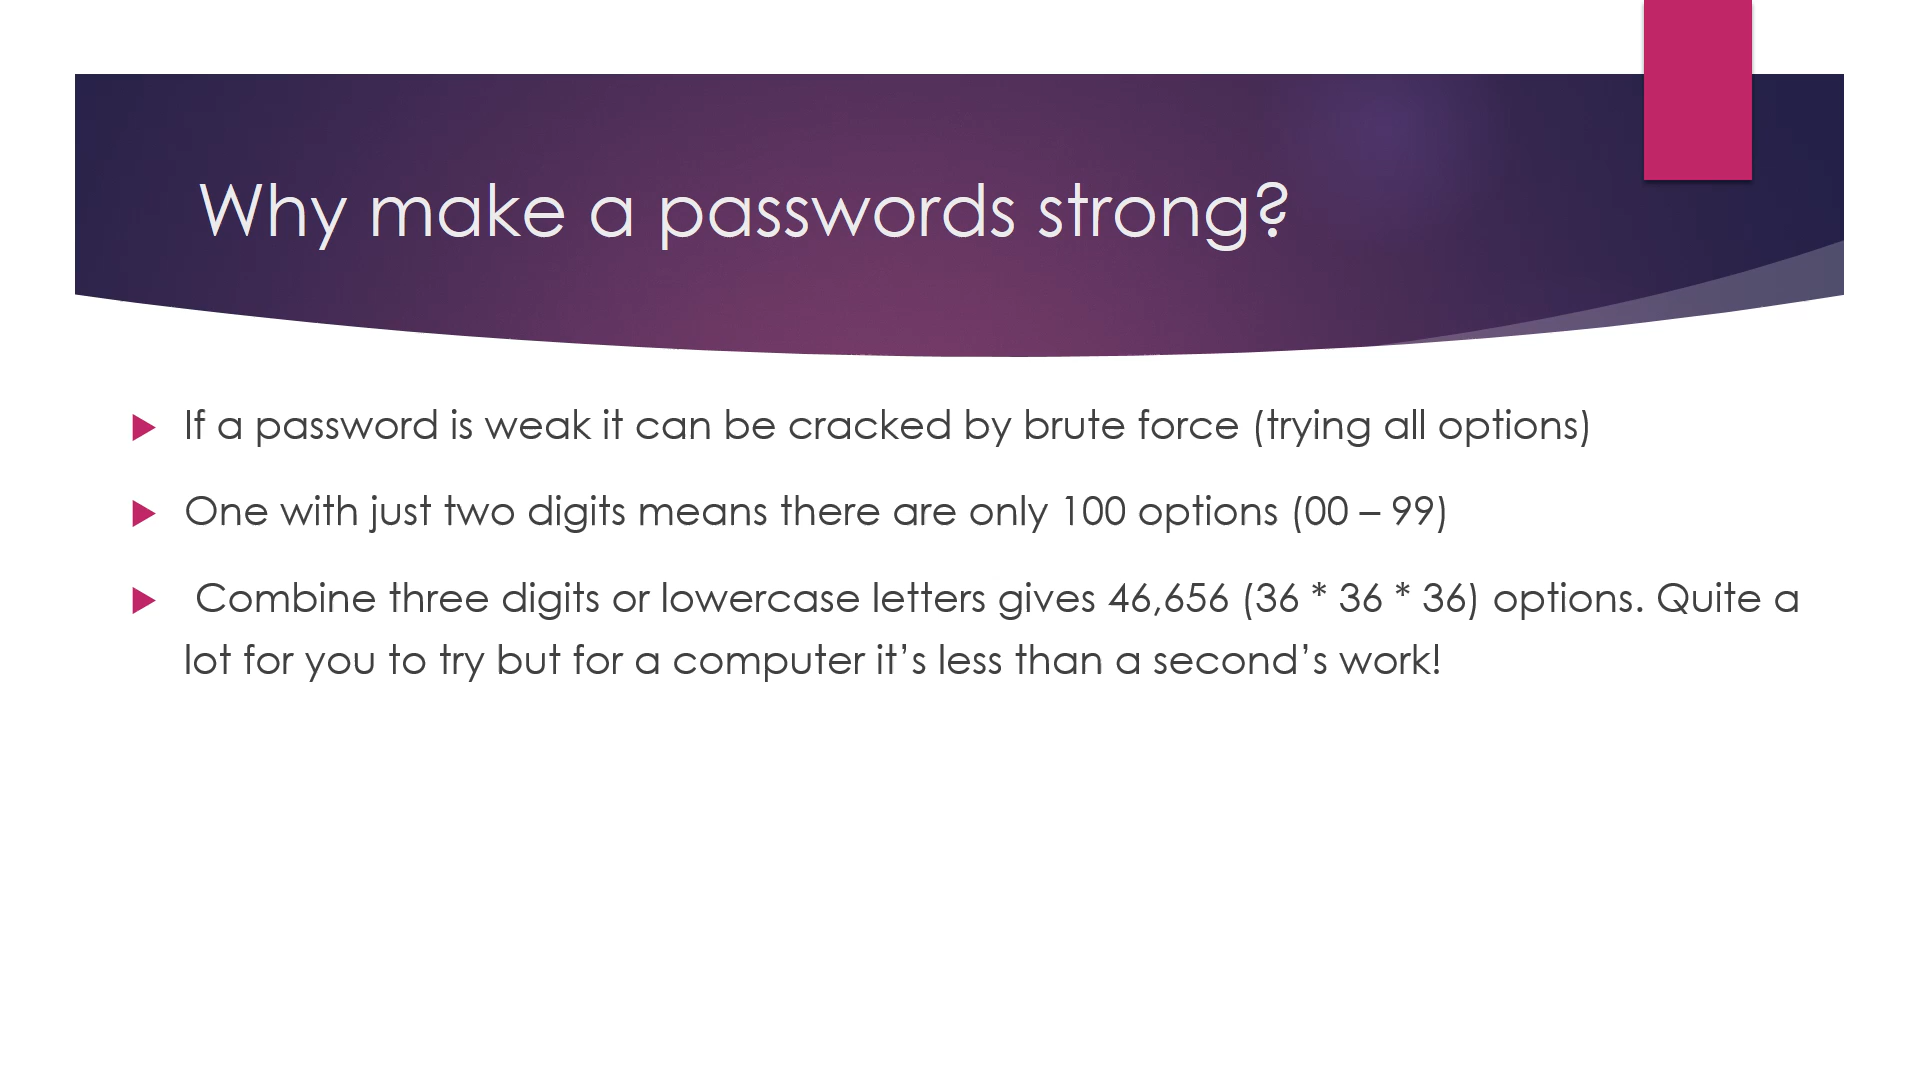 Why make a passwords strong?
If a password is weak it can be cracked by brute force (trying all options)
One with just two digits means there are only 100 options (00 – 99)
Combine three digits or lowercase letters gives 46,656 (36 * 36 * 36) options. Quite a
lot for you to try but for a computer it’s less than a second’s work!